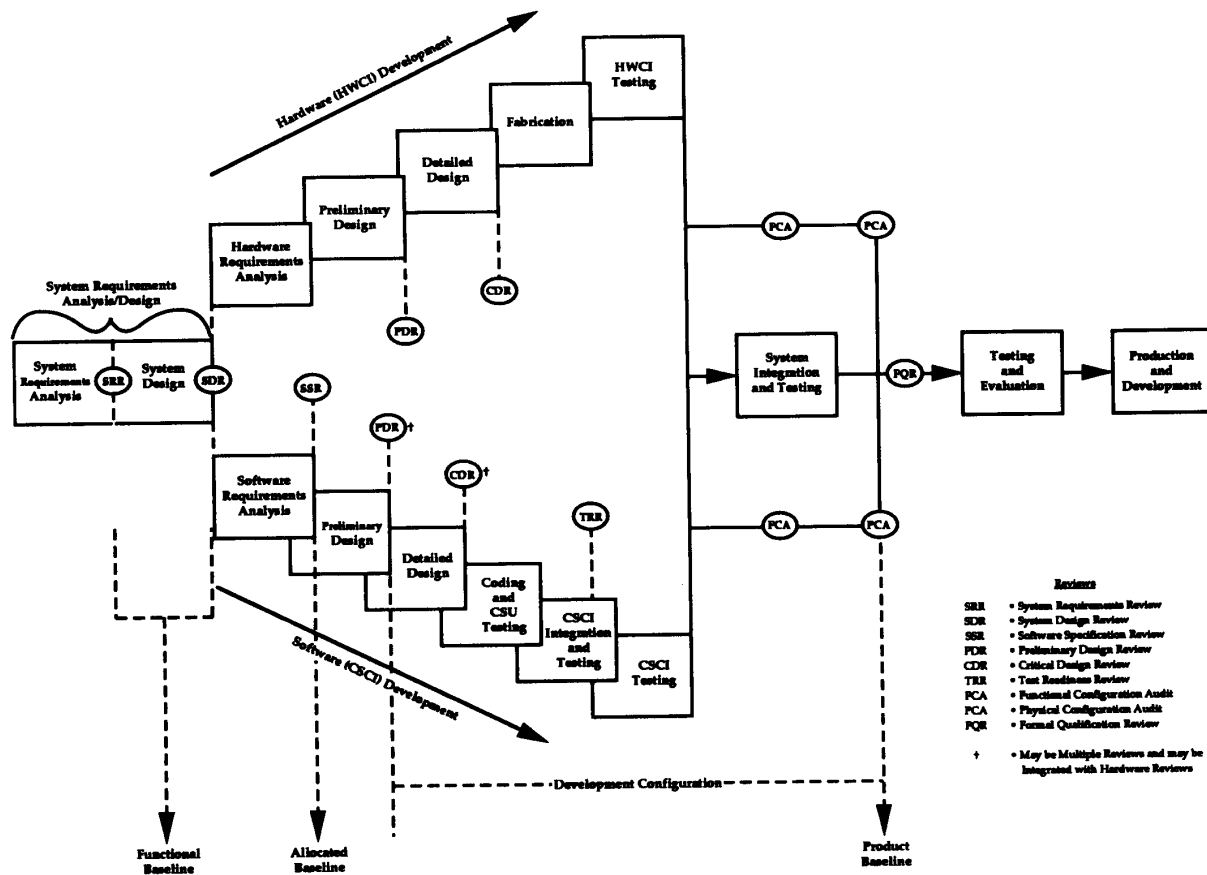 Hardware (HWCI) Development
HWCI
Testing
Fabrication
Detailed
Design
Preliminary
Design
Hardware
Requirements
Analysis
PCA
PCA
CDR
PDR
System Requirements
Analysis/Design
System
Requirements
Analysis
SRR
System
Design
SDR
SSR
PDR†
CDR†
TRR
System
Integration
and Testing
PQR
Testing
and
Evaluation
Production
and
Development
Software
Requirements
Analysis
Preliminary
Design
Detailed
Design
Coding
and
CSU
Testing
CSCI
Integration
and
Testing
CSCI
Testing
PCA
PCA
Software (CSCI) Development
Reviews
SRR • System Requirements Review
SDR • System Design Review
SSR • Software Specification Review
PDR • Preliminary Design Review
CDR • Critical Design Review
TRR • Test Readiness Review
FCA • Functional Configuration Audit
PCA • Physical Configuration Audit
PQR • Formal Qualification Review
† • May be Multiple Reviews and may be
Integrated with Hardware Reviews
Development Configuration
Functional
Baseline
Allocated
Baseline
Product
Baseline